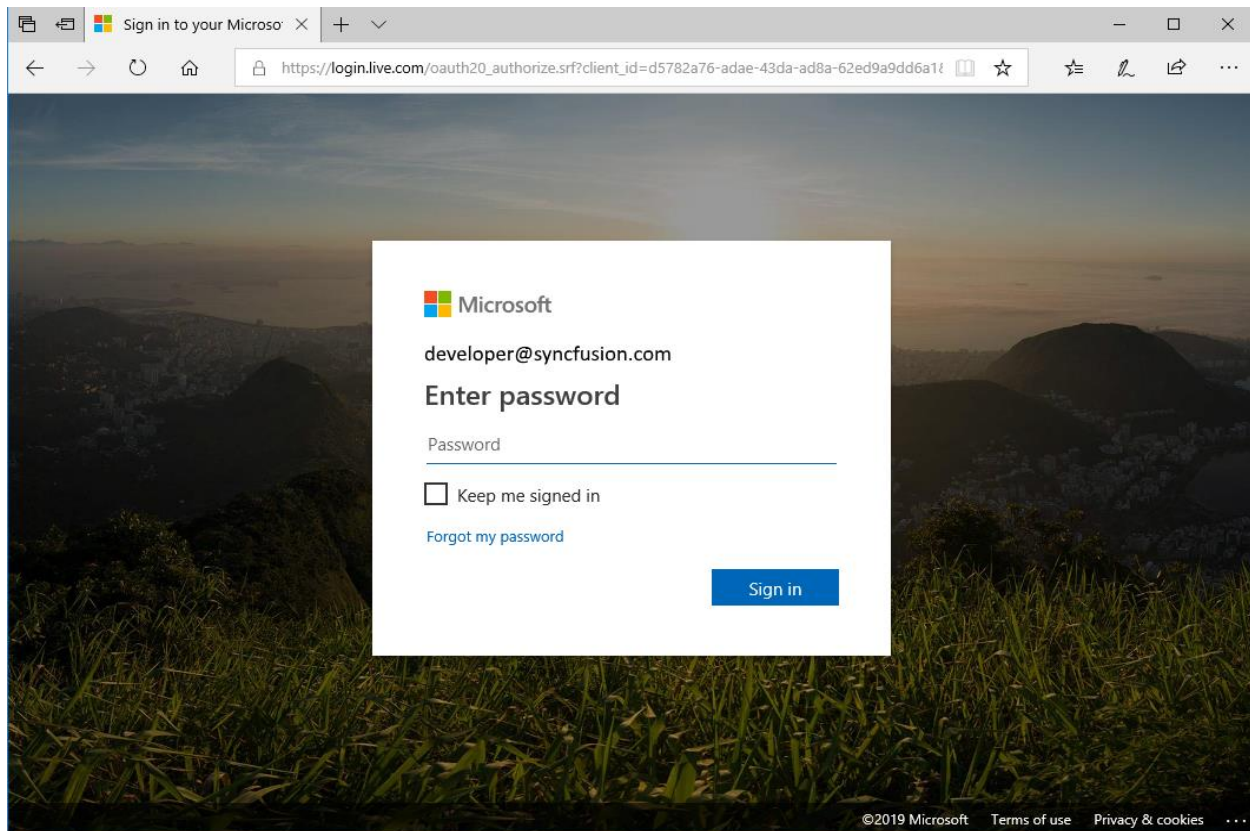 Sign in to your Microso
https://login.live.com/oauth20_authorize.srf?client_id=d5782a76-adae-43da-ad8a-62ed9a9dd6a18
Microsoft
developer@syncfusion.com
Enter password
Password
Keep me signed in
Forgot my password
Sign in
©2019 Microsoft Terms of use Privacy & cookies ...